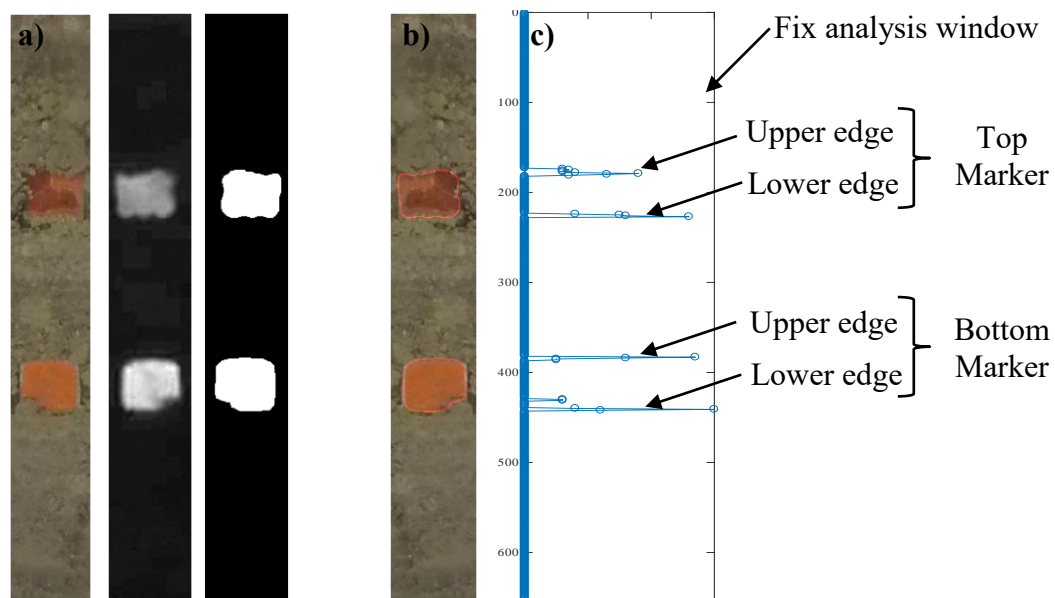 a)
b)
c)
0
100
200
300
400
500
600
Fix analysis window
Upper edge
Lower edge
Top
Marker
Upper edge
Lower edge
Bottom
Marker